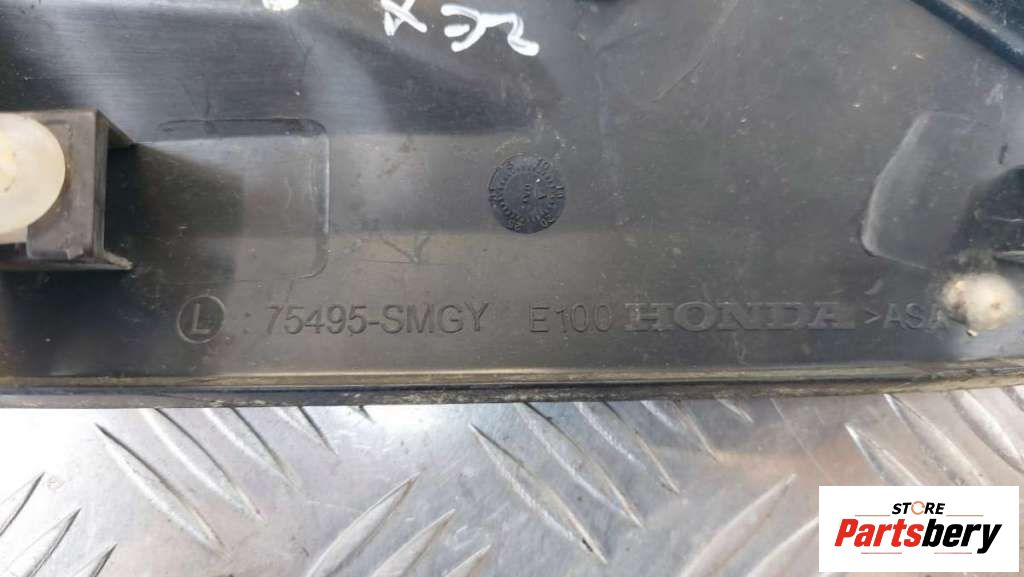 Ⓛ 75495-SMGY E100 HONDA >ASA
STORE
Partsbery